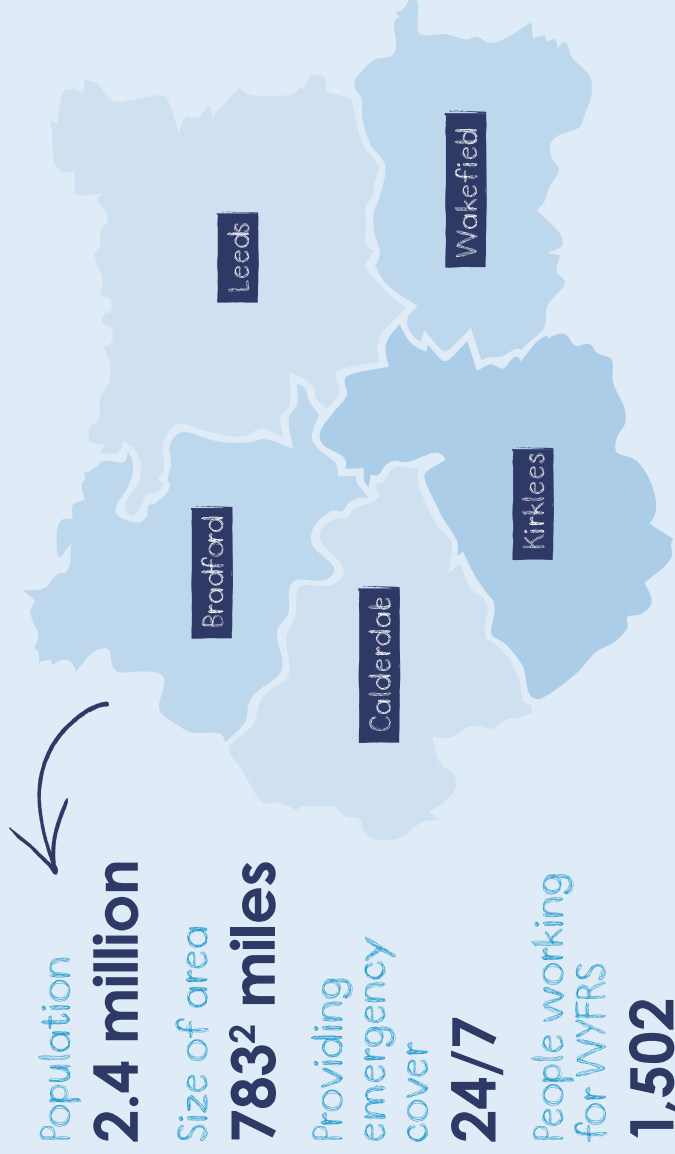 Population
2.4 million
Size of area
783² miles
Providing
emergency
cover
24/7
People working
for WYFRS
1,502
Bradford
Leeds
Calderdale
Wakefield
Kirklees